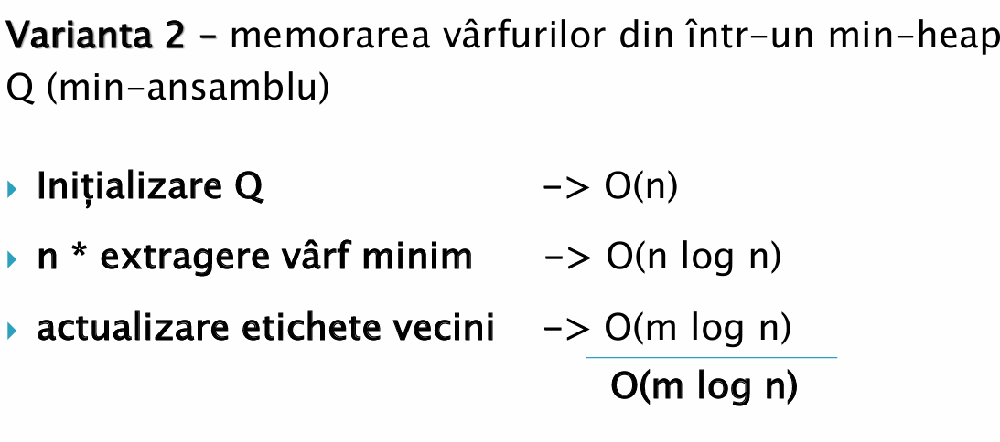 Varianta 2 – memorarea vârfurilor din într-un min-heap
Q (min-ansamblu)
Inițializare Q -> O(n)
n * extragere vârf minim -> O(n log n)
actualizare etichete vecini -> O(m log n)
O(m log n)